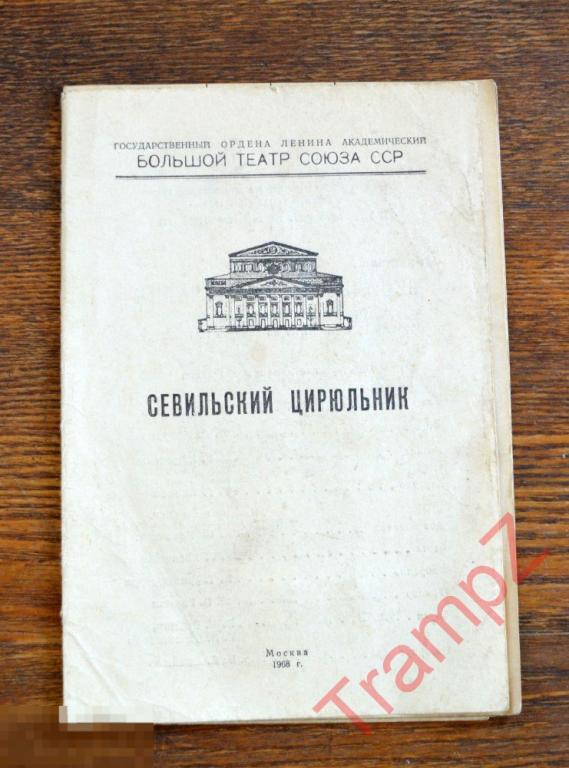 ГОСУДАРСТВЕННЫЙ ОРДЕНА ЛЕНИНА АКАДЕМИЧЕСКИЙ
БОЛЬШОЙ ТЕАТР СОЮЗА ССР
СЕВИЛЬСКИЙ ЦИРЮЛЬНИК
Москва
1968 г.
TrampZ